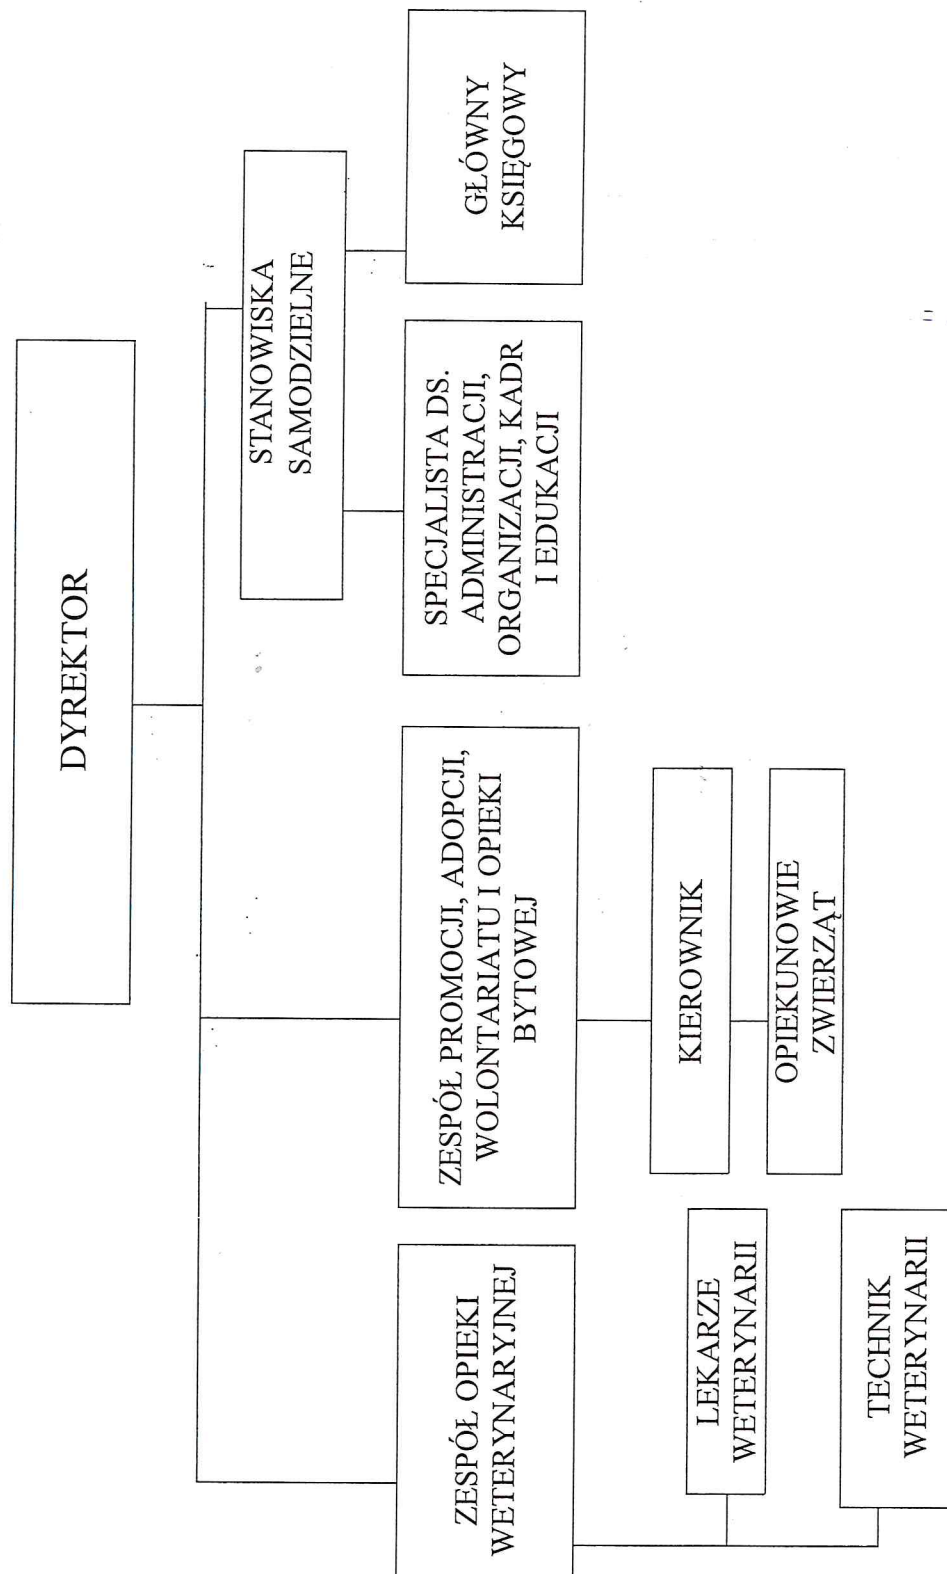 DYREKTOR
ZESPÓŁ OPIEKI
WETERYNARYJNEJ
ZESPÓŁ PROMOCJI, ADOPCJI,
WOLONTARIATU I OPIEKI
BYTOWEJ
STANOWISKA
SAMODZIELNE
SPECJALISTA DS.
ADMINISTRACJI,
ORGANIZACJI, KADR
I EDUKACJI
GŁÓWNY
KSIĘGOWY
LEKARZE
WETERYNARII
TECHNIK
WETERYNARII
KIEROWNIK
OPIEKUNOWIE
ZWIERZĄT